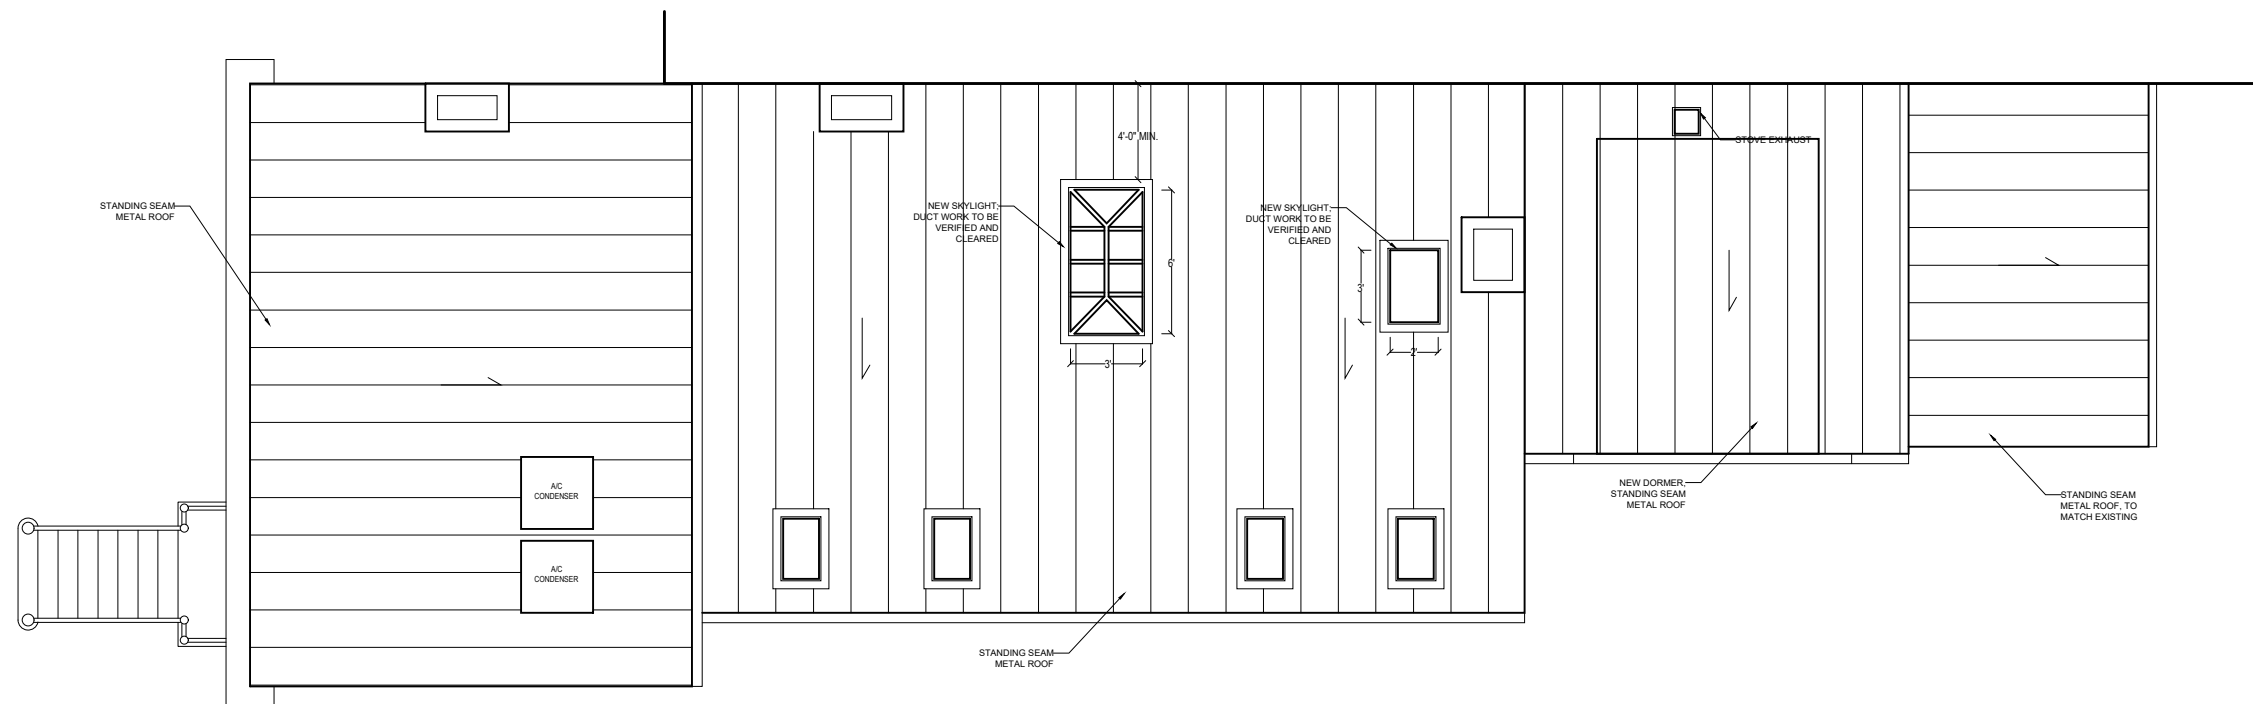 4'-0" MIN.
STOVE EXHAUST
STANDING SEAM
METAL ROOF
NEW SKYLIGHT,
DUCT WORK TO BE
VERIFIED AND
CLEARED
6'
3'
NEW SKYLIGHT,
DUCT WORK TO BE
VERIFIED AND
CLEARED
3'
2'
A/C
CONDENSER
A/C
CONDENSER
NEW DORMER,
STANDING SEAM
METAL ROOF
STANDING SEAM
METAL ROOF, TO
MATCH EXISTING
STANDING SEAM
METAL ROOF